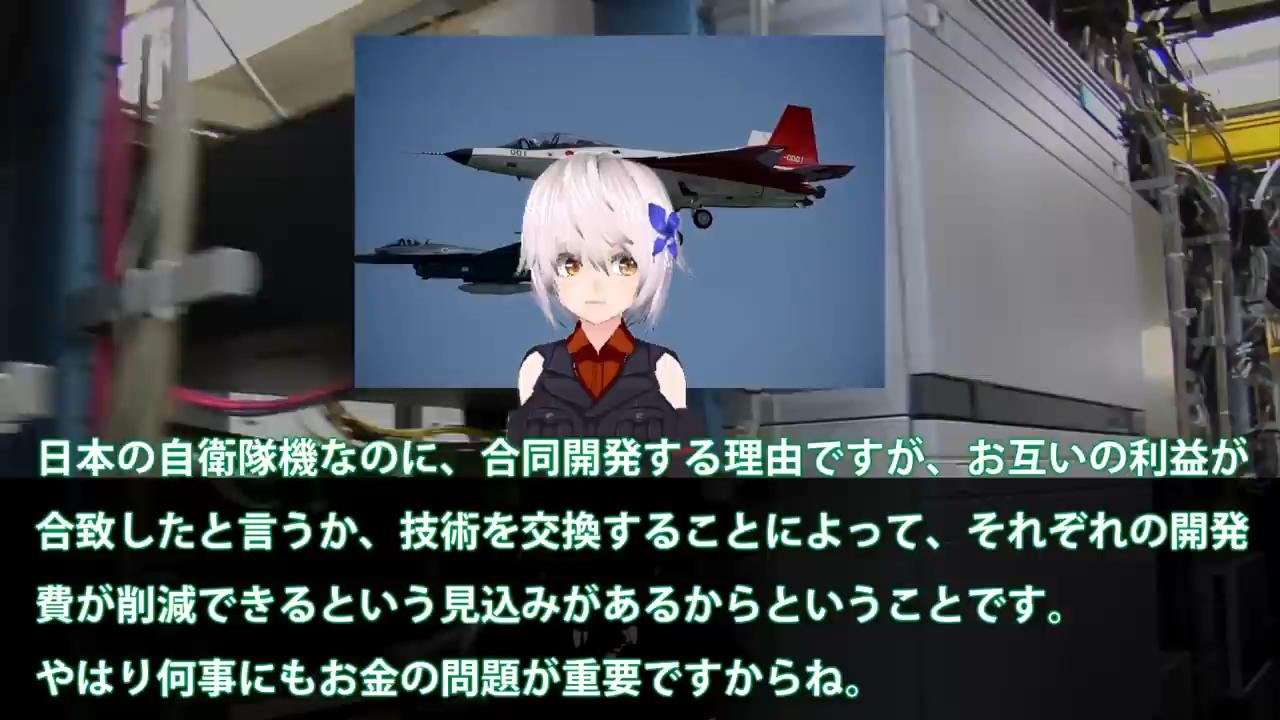 001
-0001
日本の自衛隊機なのに、合同開発する理由ですが、お互いの利益が
合致したと言うか、技術を交換することによって、それぞれの開発
費が削減できるという見込みがあるからということです。
やはり何事にもお金の問題が重要ですからね。